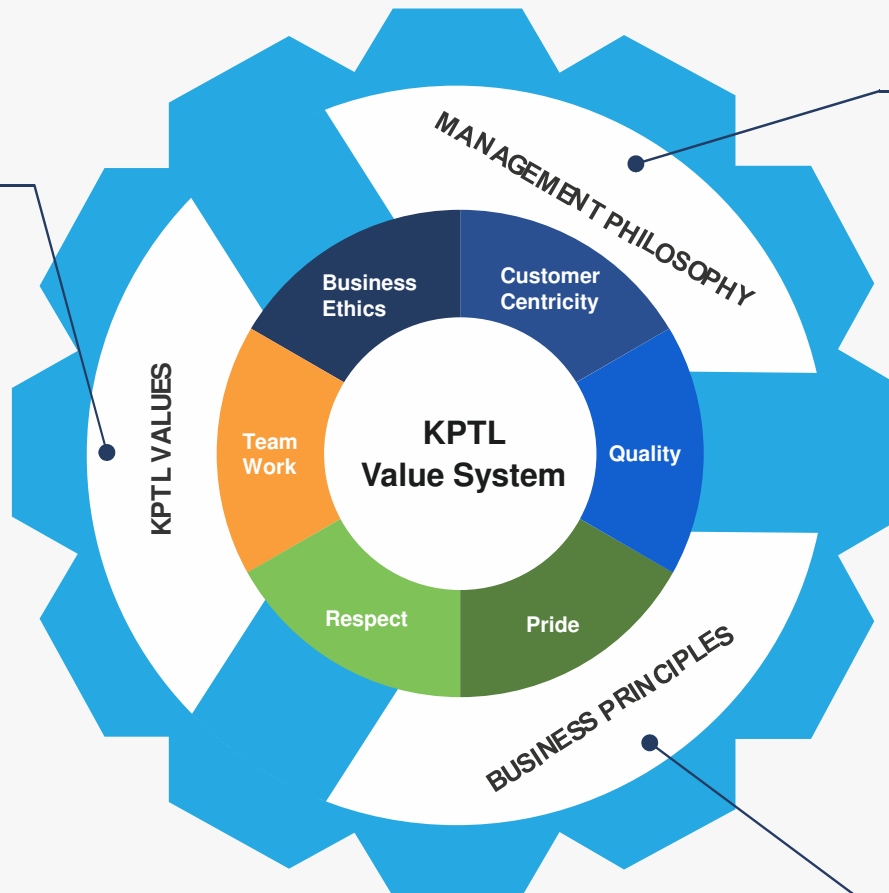 MANAGEMENT PHILOSOPHY
Business
Ethics
Customer
Centricity
KPTL VALUES
Team
Work
KPTL
Value System
Quality
Respect
Pride
BUSINESS PRINCIPLES